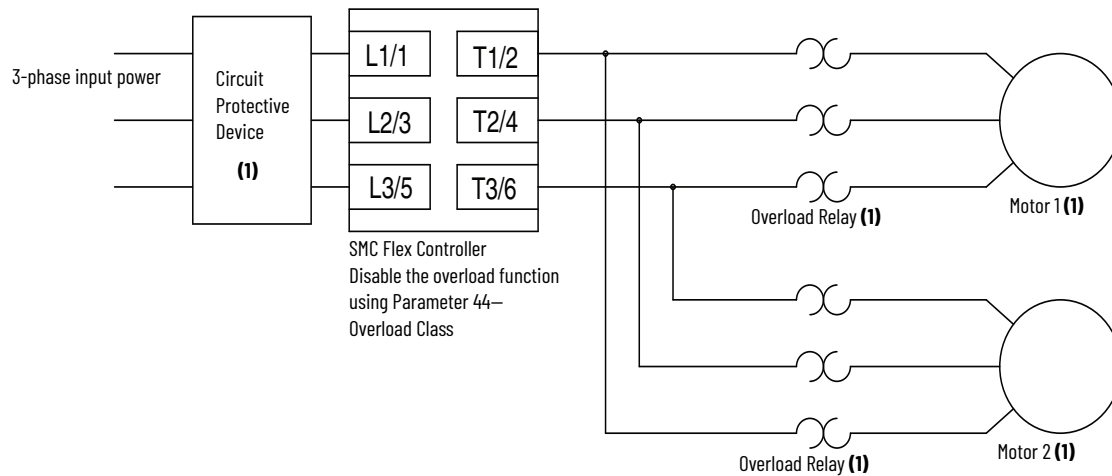 3-phase input power
Circuit
Protective
Device
(1)
L1/1
T1/2
L2/3
T2/4
L3/5
T3/6
SMC Flex Controller
Disable the overload function
using Parameter 44—
Overload Class
Overload Relay (1)
Motor 1 (1)
Overload Relay (1)
Motor 2 (1)